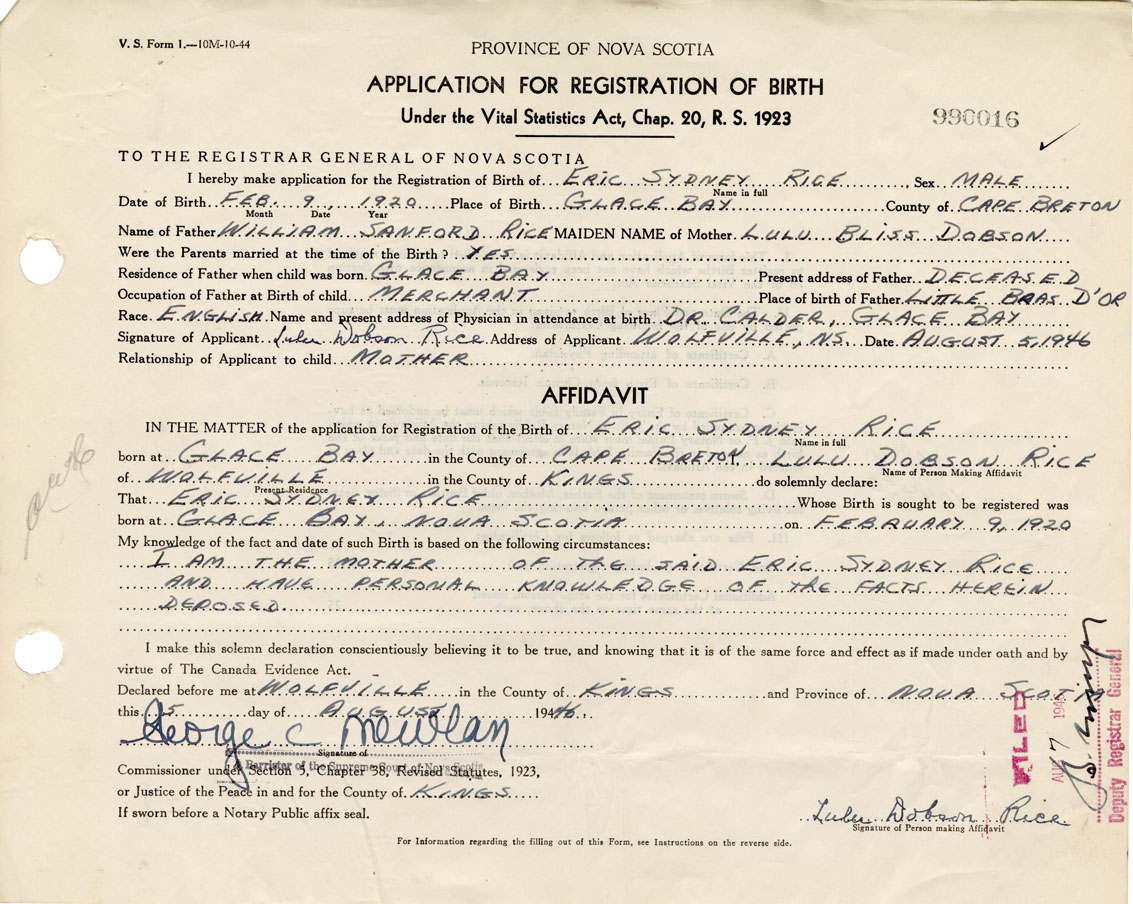 V. S. Form 1.—10M-10-44
PROVINCE OF NOVA SCOTIA
APPLICATION FOR REGISTRATION OF BIRTH
Under the Vital Statistics Act, Chap. 20, R. S. 1923
990016
TO THE REGISTRAR GENERAL OF NOVA SCOTIA
I hereby make application for the Registration of Birth of ERIC SYDNEY RICE, Sex MALE
Name in full
Date of Birth FEB. 9, 1920 Place of Birth GLACE BAY County of CAPE BRETON
Month Date Year
Name of Father WILLIAM SANFORD RICE MAIDEN NAME of Mother LULU BLISS DOBSON
Were the Parents married at the time of the Birth? YES
Residence of Father when child was born GLACE BAY Present address of Father DECEASED
Occupation of Father at Birth of child MERCHANT Place of birth of Father LITTLE BRAS D'OR
Race ENGLISH Name and present address of Physician in attendance at birth DR. CALDER, GLACE BAY
Signature of Applicant Lulu Dobson Rice Address of Applicant WOLFVILLE, N.S. Date AUGUST 5, 1946
Relationship of Applicant to child MOTHER
AFFIDAVIT
IN THE MATTER of the application for Registration of the Birth of ERIC SYDNEY RICE
Name in full
born at GLACE BAY in the County of CAPE BRETON LULU DOBSON RICE
Name of Person Making Affidavit
of WOLFVILLE in the County of KINGS do solemnly declare:
Present Residence
That ERIC SYDNEY RICE Whose Birth is sought to be registered was
born at GLACE BAY, NOVA SCOTIA on FEBRUARY 9, 1920
My knowledge of the fact and date of such Birth is based on the following circumstances:
I AM THE MOTHER OF THE SAID ERIC SYDNEY RICE
AND HAVE PERSONAL KNOWLEDGE OF THE FACTS HEREIN
DEPOSED.
I make this solemn declaration conscientiously believing it to be true, and knowing that it is of the same force and effect as if made under oath and by
virtue of The Canada Evidence Act.
Declared before me at WOLFVILLE in the County of KINGS and Province of NOVA SCOTIA
this 5 day of AUGUST 1946
George C
Signature of
Barrister of the Supreme Court of Nova Scotia
Commissioner under Section 3, Chapter 38, Revised Statutes, 1923,
or Justice of the Peace in and for the County of KINGS
If sworn before a Notary Public affix seal.
Lulu Dobson Rice
Signature of Person making Affidavit
For Information regarding the filling out of this Form, see Instructions on the reverse side.
FILED
AUG 7 194
Deputy Registrar General